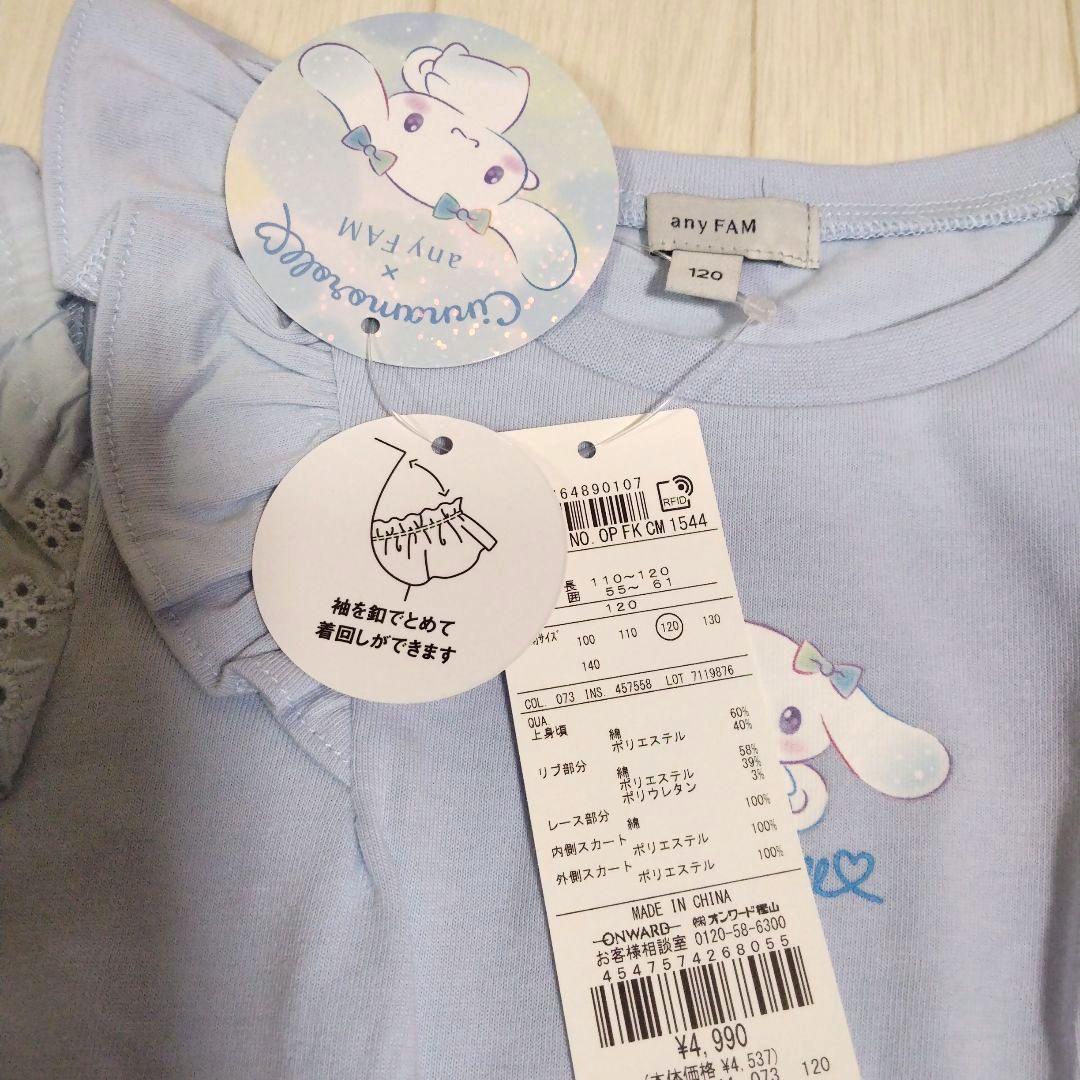 Cinnamoroll
×
any FAM
any FAM
120
袖を釦でとめて
着回しができます
64890107
RFID
NO. OP FK CM 1544
長 110～120
囲 55～ 61
120
サイズ 100 110 120 130
140
COL. 073 INS. 457558 LOT 7119876
QUA.
上身頃 綿 60%
ポリエステル 40%
リブ部分 綿 58%
ポリエステル 39%
ポリウレタン 3%
レース部分 綿 100%
内側スカート ポリエステル 100%
外側スカート ポリエステル 100%
MADE IN CHINA
ONWARD ㈱オンワード樫山
お客様相談室 0120-58-6300
4547574268055
¥4,990
(本体価格 ¥4,537)
073 120